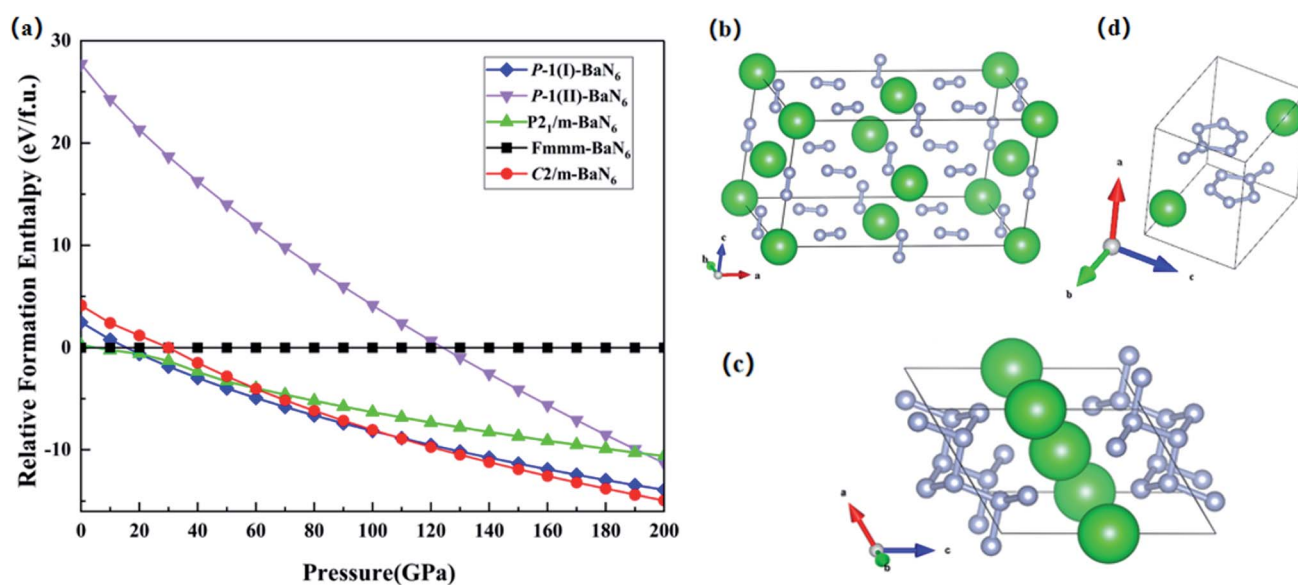 (a)
Relative Formation Enthalpy (eV/f.u.)
30
20
10
0
-10
P-1(I)-BaN₆
P-1(II)-BaN₆
P2₁/m-BaN₆
Fmmm-BaN₆
C2/m-BaN₆
0 20 40 60 80 100 120 140 160 180 200
Pressure(GPa)
(b)
c
b
a
(d)
a
b
c
(c)
a
b
c